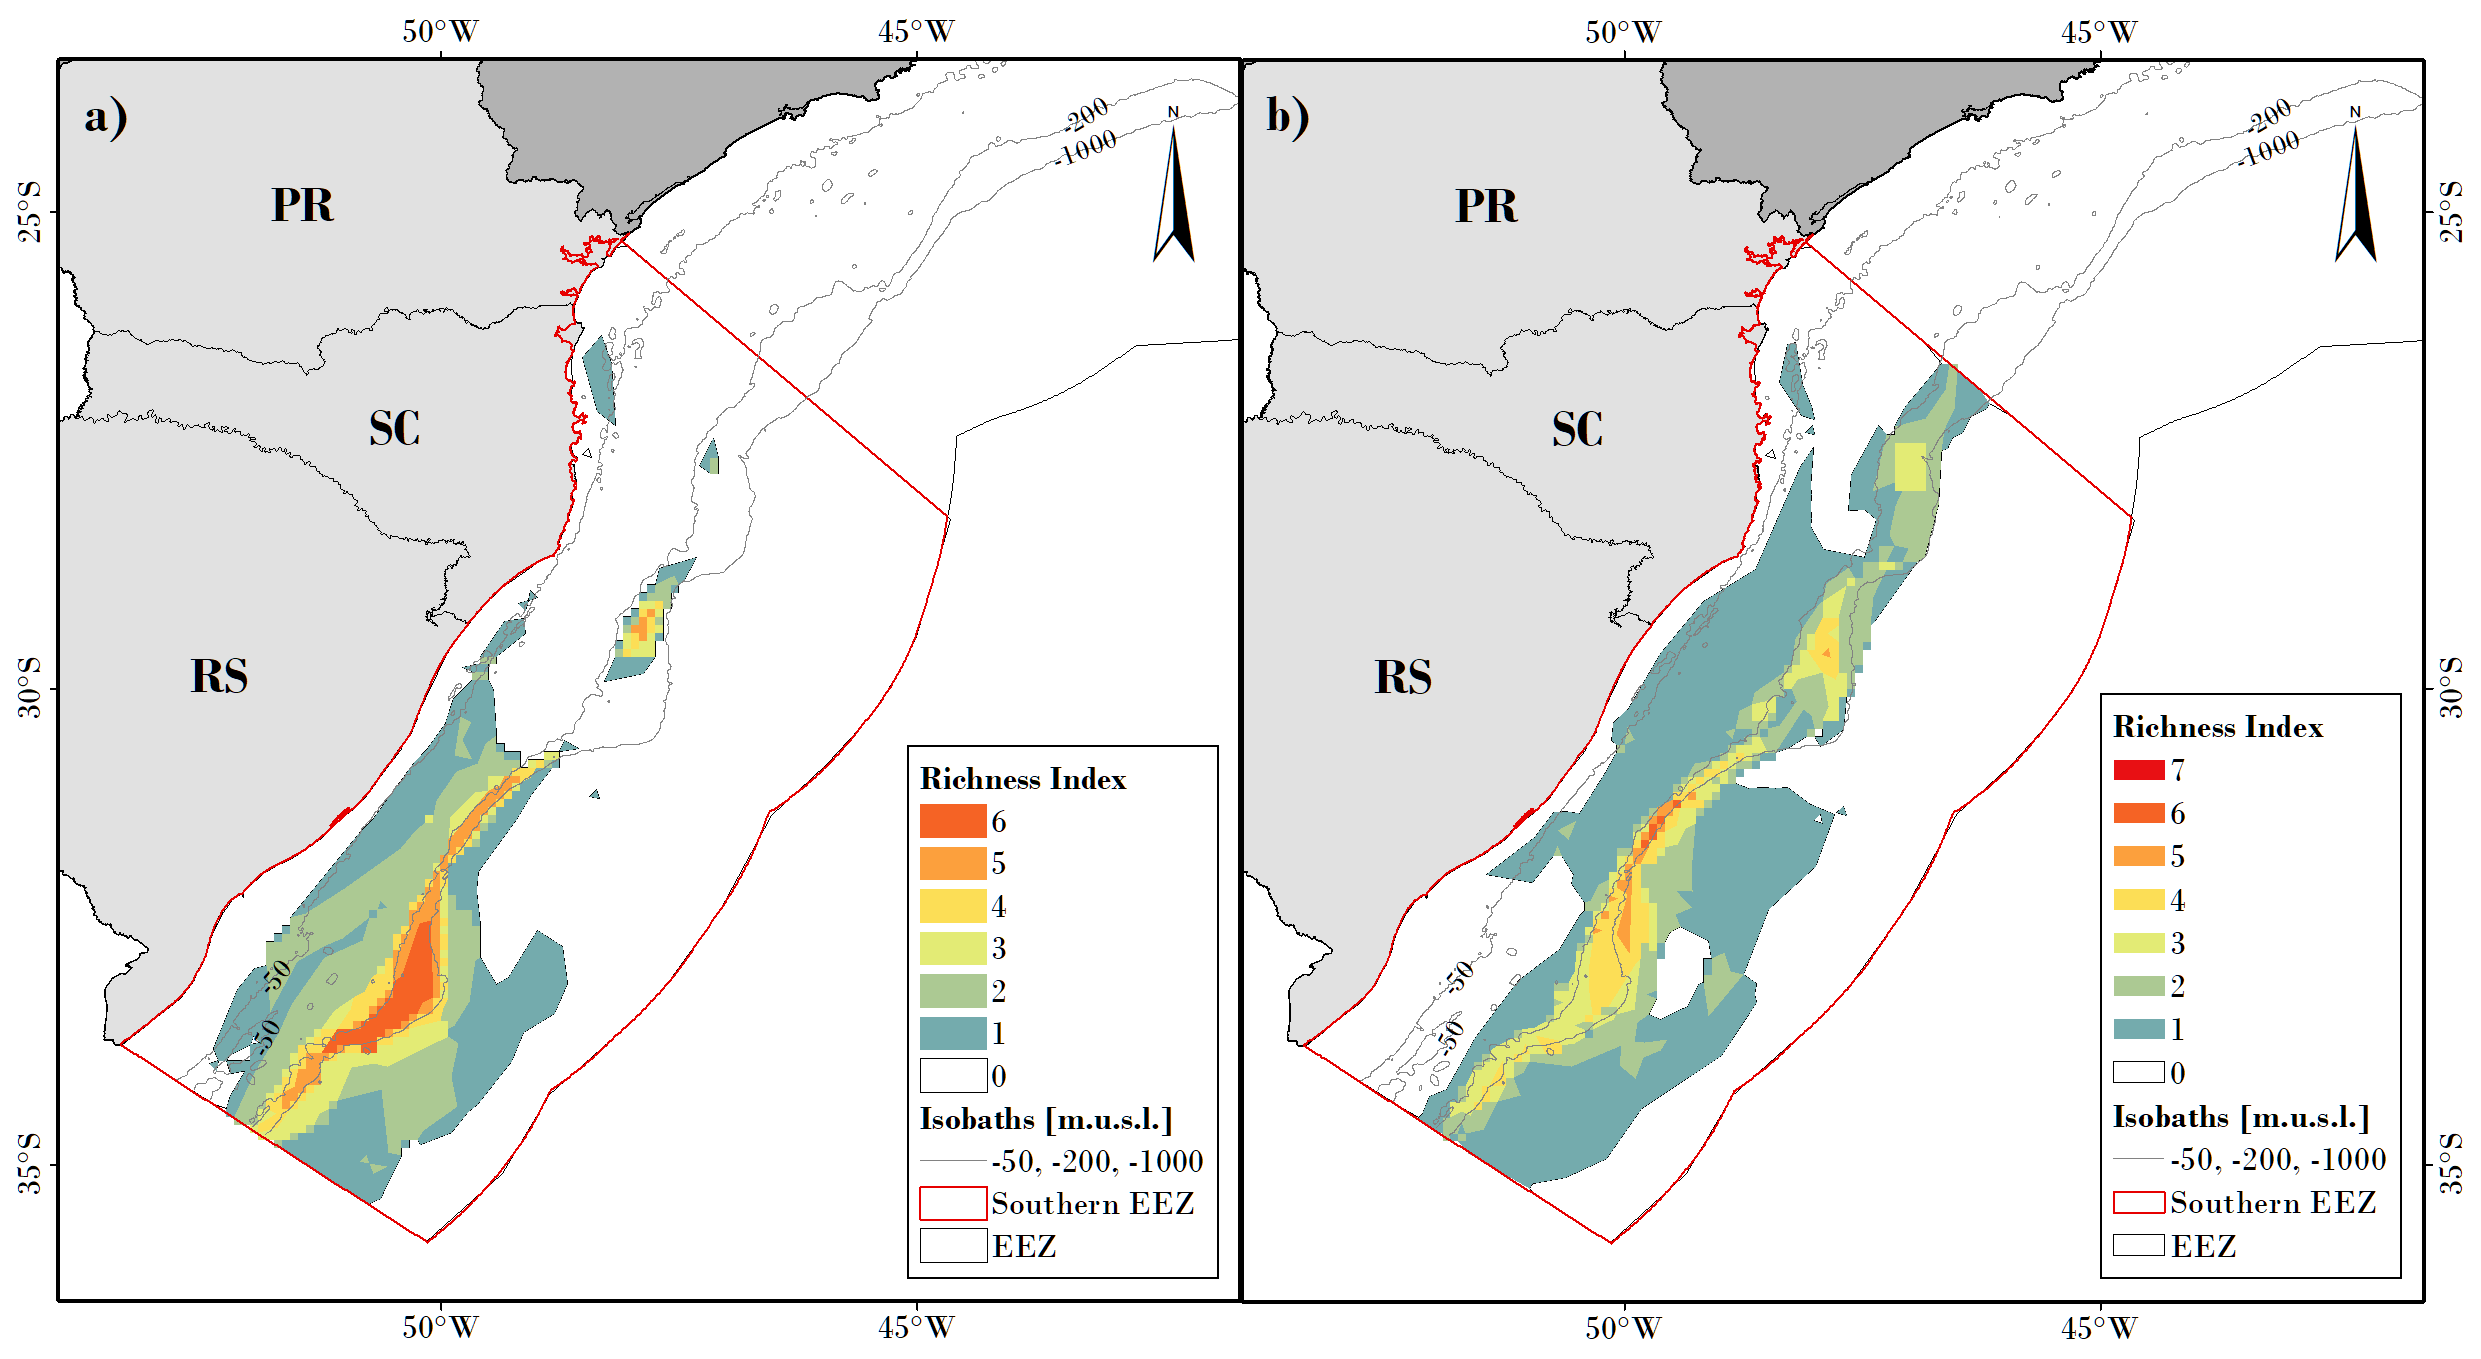 50°W 45°W 50°W 45°W
a)
b)
N
N
-200
-1000
-200
-1000
PR
PR
25°S
25°S
SC
SC
RS
RS
30°S
30°S
-50
-50
-50
-50
35°S
35°S
Richness Index
6
5
4
3
2
1
0
Isobaths [m.u.s.l.]
-50, -200, -1000
Southern EEZ
EEZ
Richness Index
7
6
5
4
3
2
1
0
Isobaths [m.u.s.l.]
-50, -200, -1000
Southern EEZ
EEZ
50°W 45°W 50°W 45°W